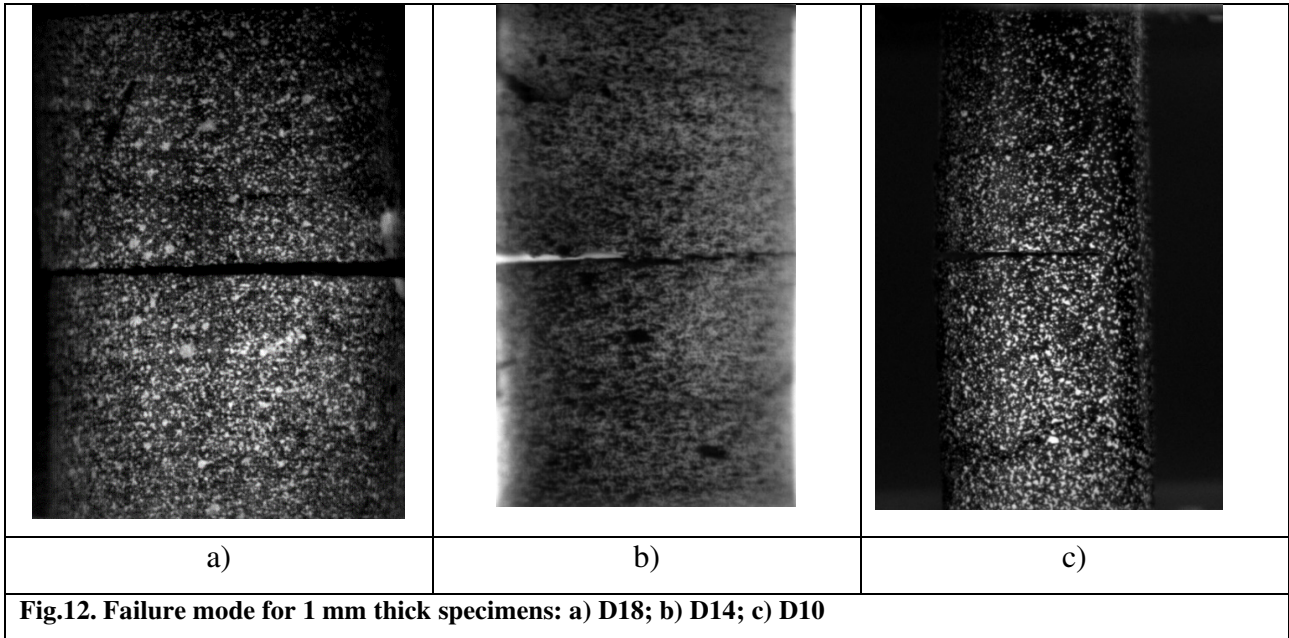 a)
b)
c)
Fig.12. Failure mode for 1 mm thick specimens: a) D18; b) D14; c) D10